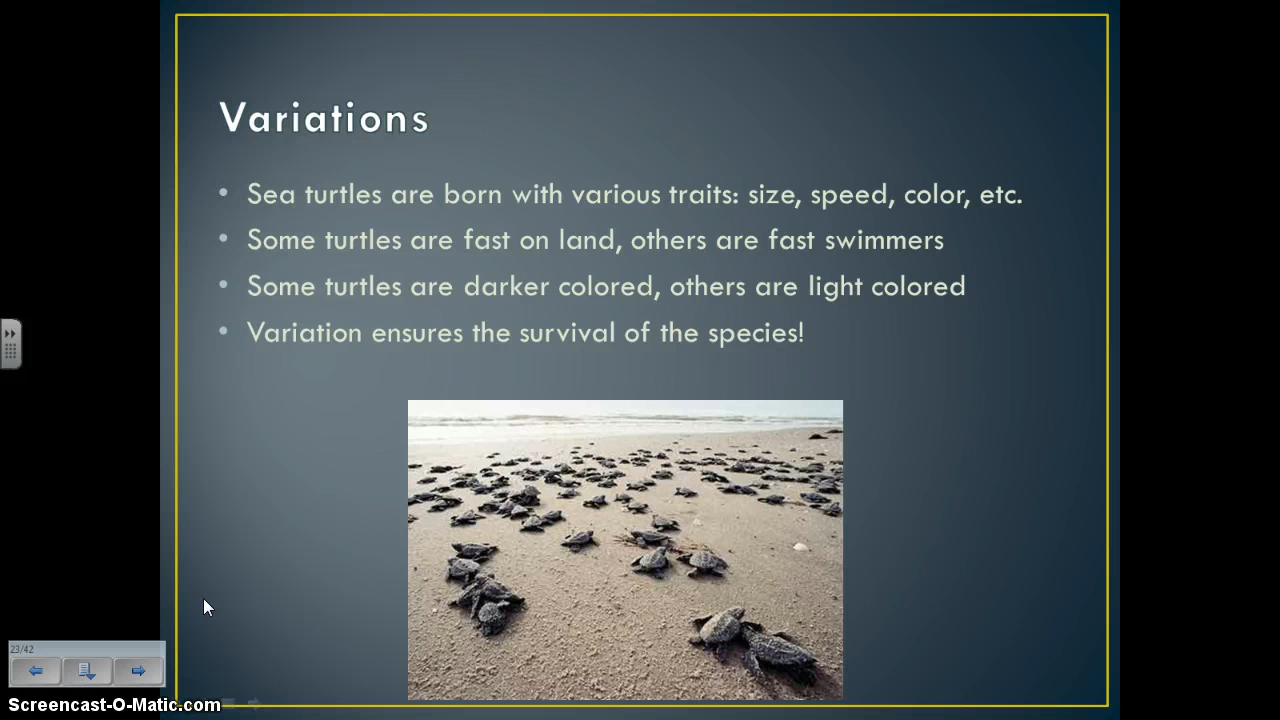 Variations
• Sea turtles are born with various traits: size, speed, color, etc.
• Some turtles are fast on land, others are fast swimmers
• Some turtles are darker colored, others are light colored
• Variation ensures the survival of the species!
23/42
Screencast-O-Matic.com